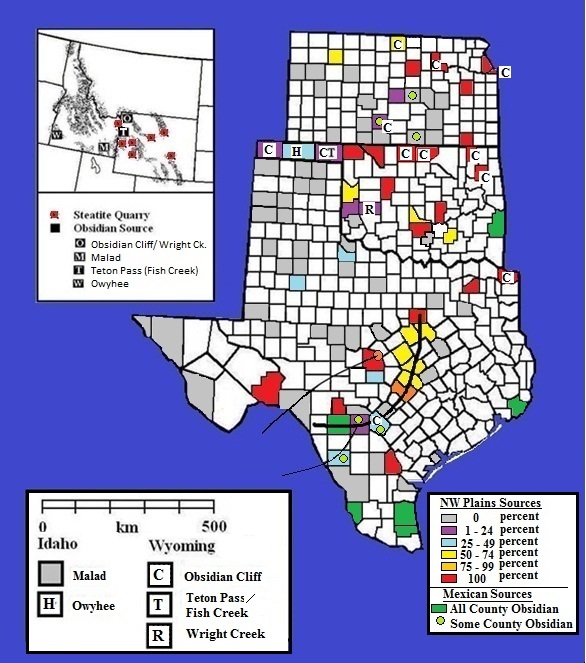 O
T
W
M
Steatite Quarry
Obsidian Source
O Obsidian Cliff/ Wright Ck.
M Malad
T Teton Pass (Fish Creek)
W Owyhee
C
C
C
C
C H CT C C C
C
R
C
C
0 km 500
Idaho Wyoming
Malad
C Obsidian Cliff
H Owyhee
T Teton Pass/
Fish Creek
R Wright Creek
NW Plains Sources
0 percent
1 - 24 percent
25 - 49 percent
50 - 74 percent
75 - 99 percent
100 percent
Mexican Sources
All County Obsidian
Some County Obsidian